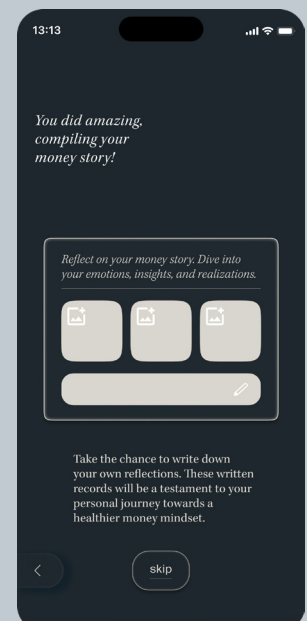 13:13
You did amazing,
compiling your
money story!
Reflect on your money story. Dive into
your emotions, insights, and realizations.
Take the chance to write down
your own reflections. These written
records will be a testament to your
personal journey towards a
healthier money mindset.
skip